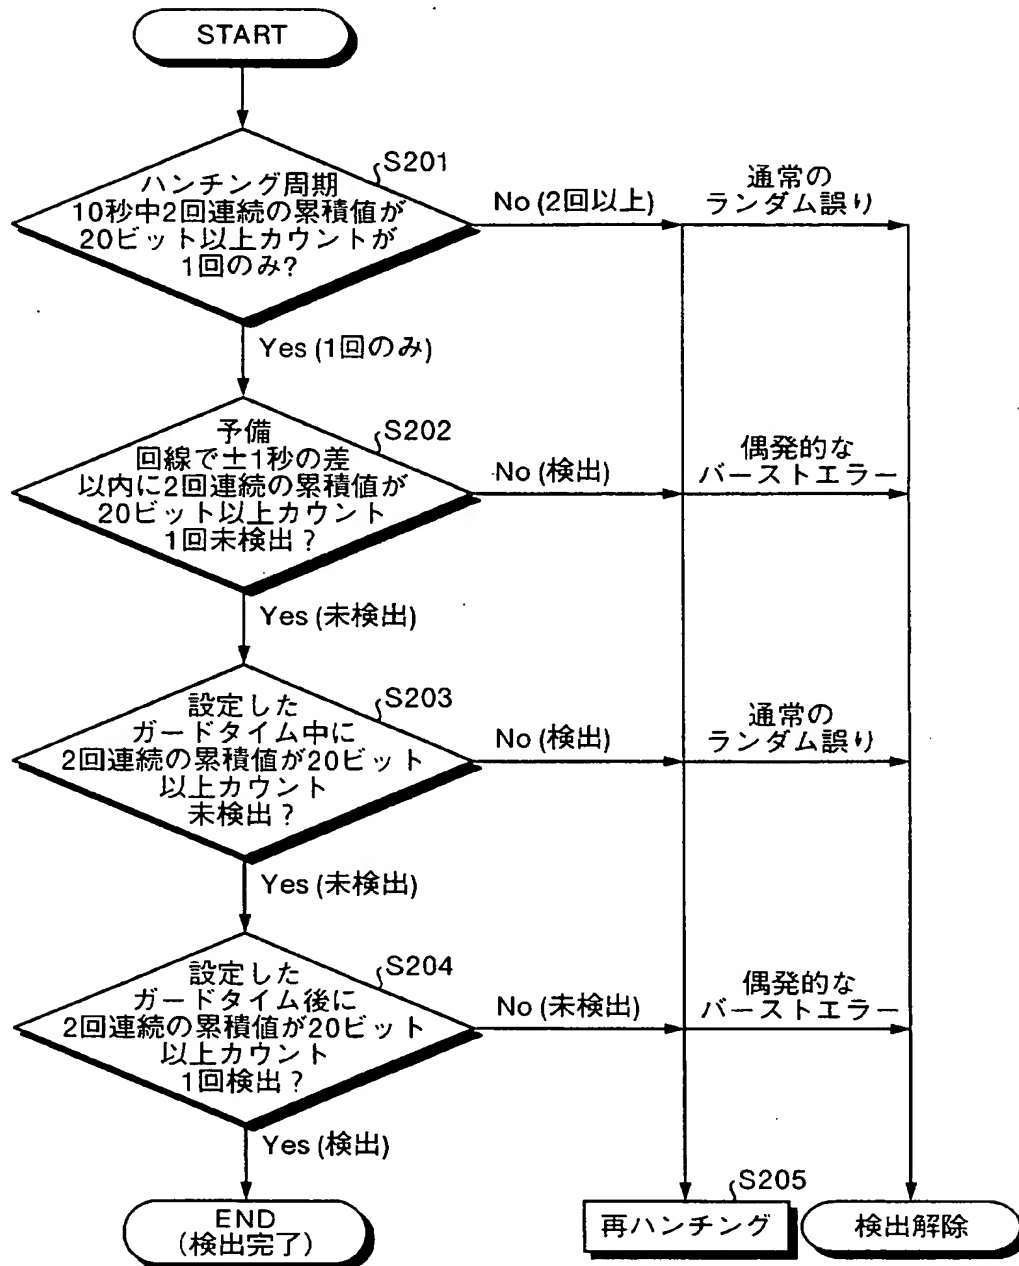 START
S201
ハンチング周期
10秒中2回連続の累積値が
20ビット以上カウントが
1回のみ?
No (2回以上)
通常の
ランダム誤り
Yes (1回のみ)
S202
予備
回線で±1秒の差
以内に2回連続の累積値が
20ビット以上カウント
1回未検出?
No (検出)
偶発的な
バーストエラー
Yes (未検出)
S203
設定した
ガードタイム中に
2回連続の累積値が20ビット
以上カウント
未検出?
No (検出)
通常の
ランダム誤り
Yes (未検出)
S204
設定した
ガードタイム後に
2回連続の累積値が20ビット
以上カウント
1回検出?
No (未検出)
偶発的な
バーストエラー
Yes (検出)
S205
END
(検出完了)
再ハンチング
検出解除